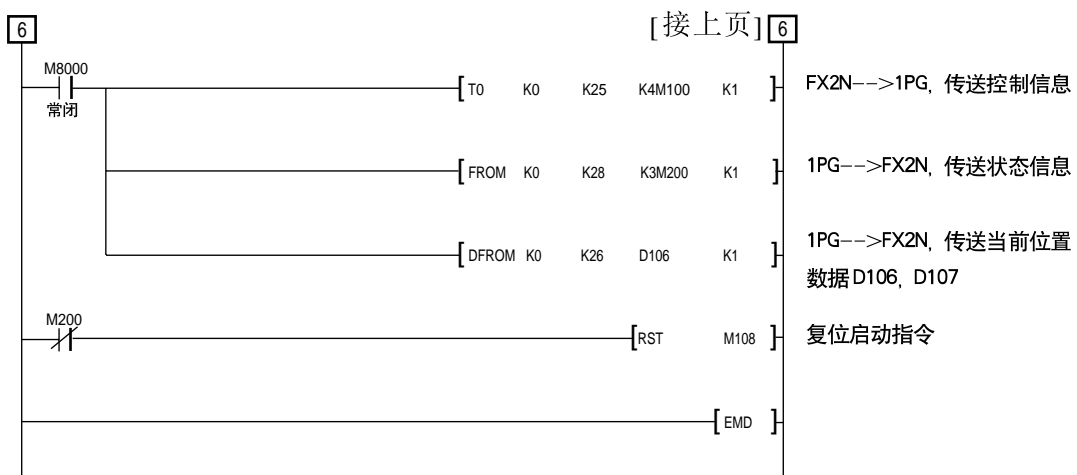 6 [接上页] 6
M8000
常闭
T0 K0 K25 K4M100 K1
FX2N-->1PG, 传送控制信息
FROM K0 K28 K3M200 K1
1PG-->FX2N, 传送状态信息
DFROM K0 K26 D106 K1
1PG-->FX2N, 传送当前位置
数据D106, D107
M200
RST M108
复位启动指令
EMD